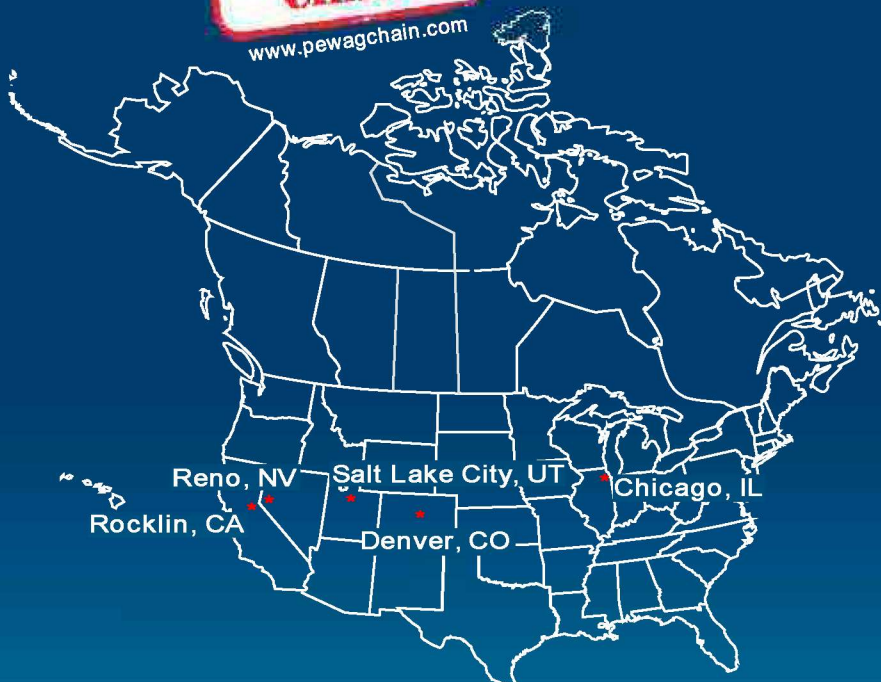 www.pewagchain.com
Reno, NV
Salt Lake City, UT
Chicago, IL
Rocklin, CA
Denver, CO